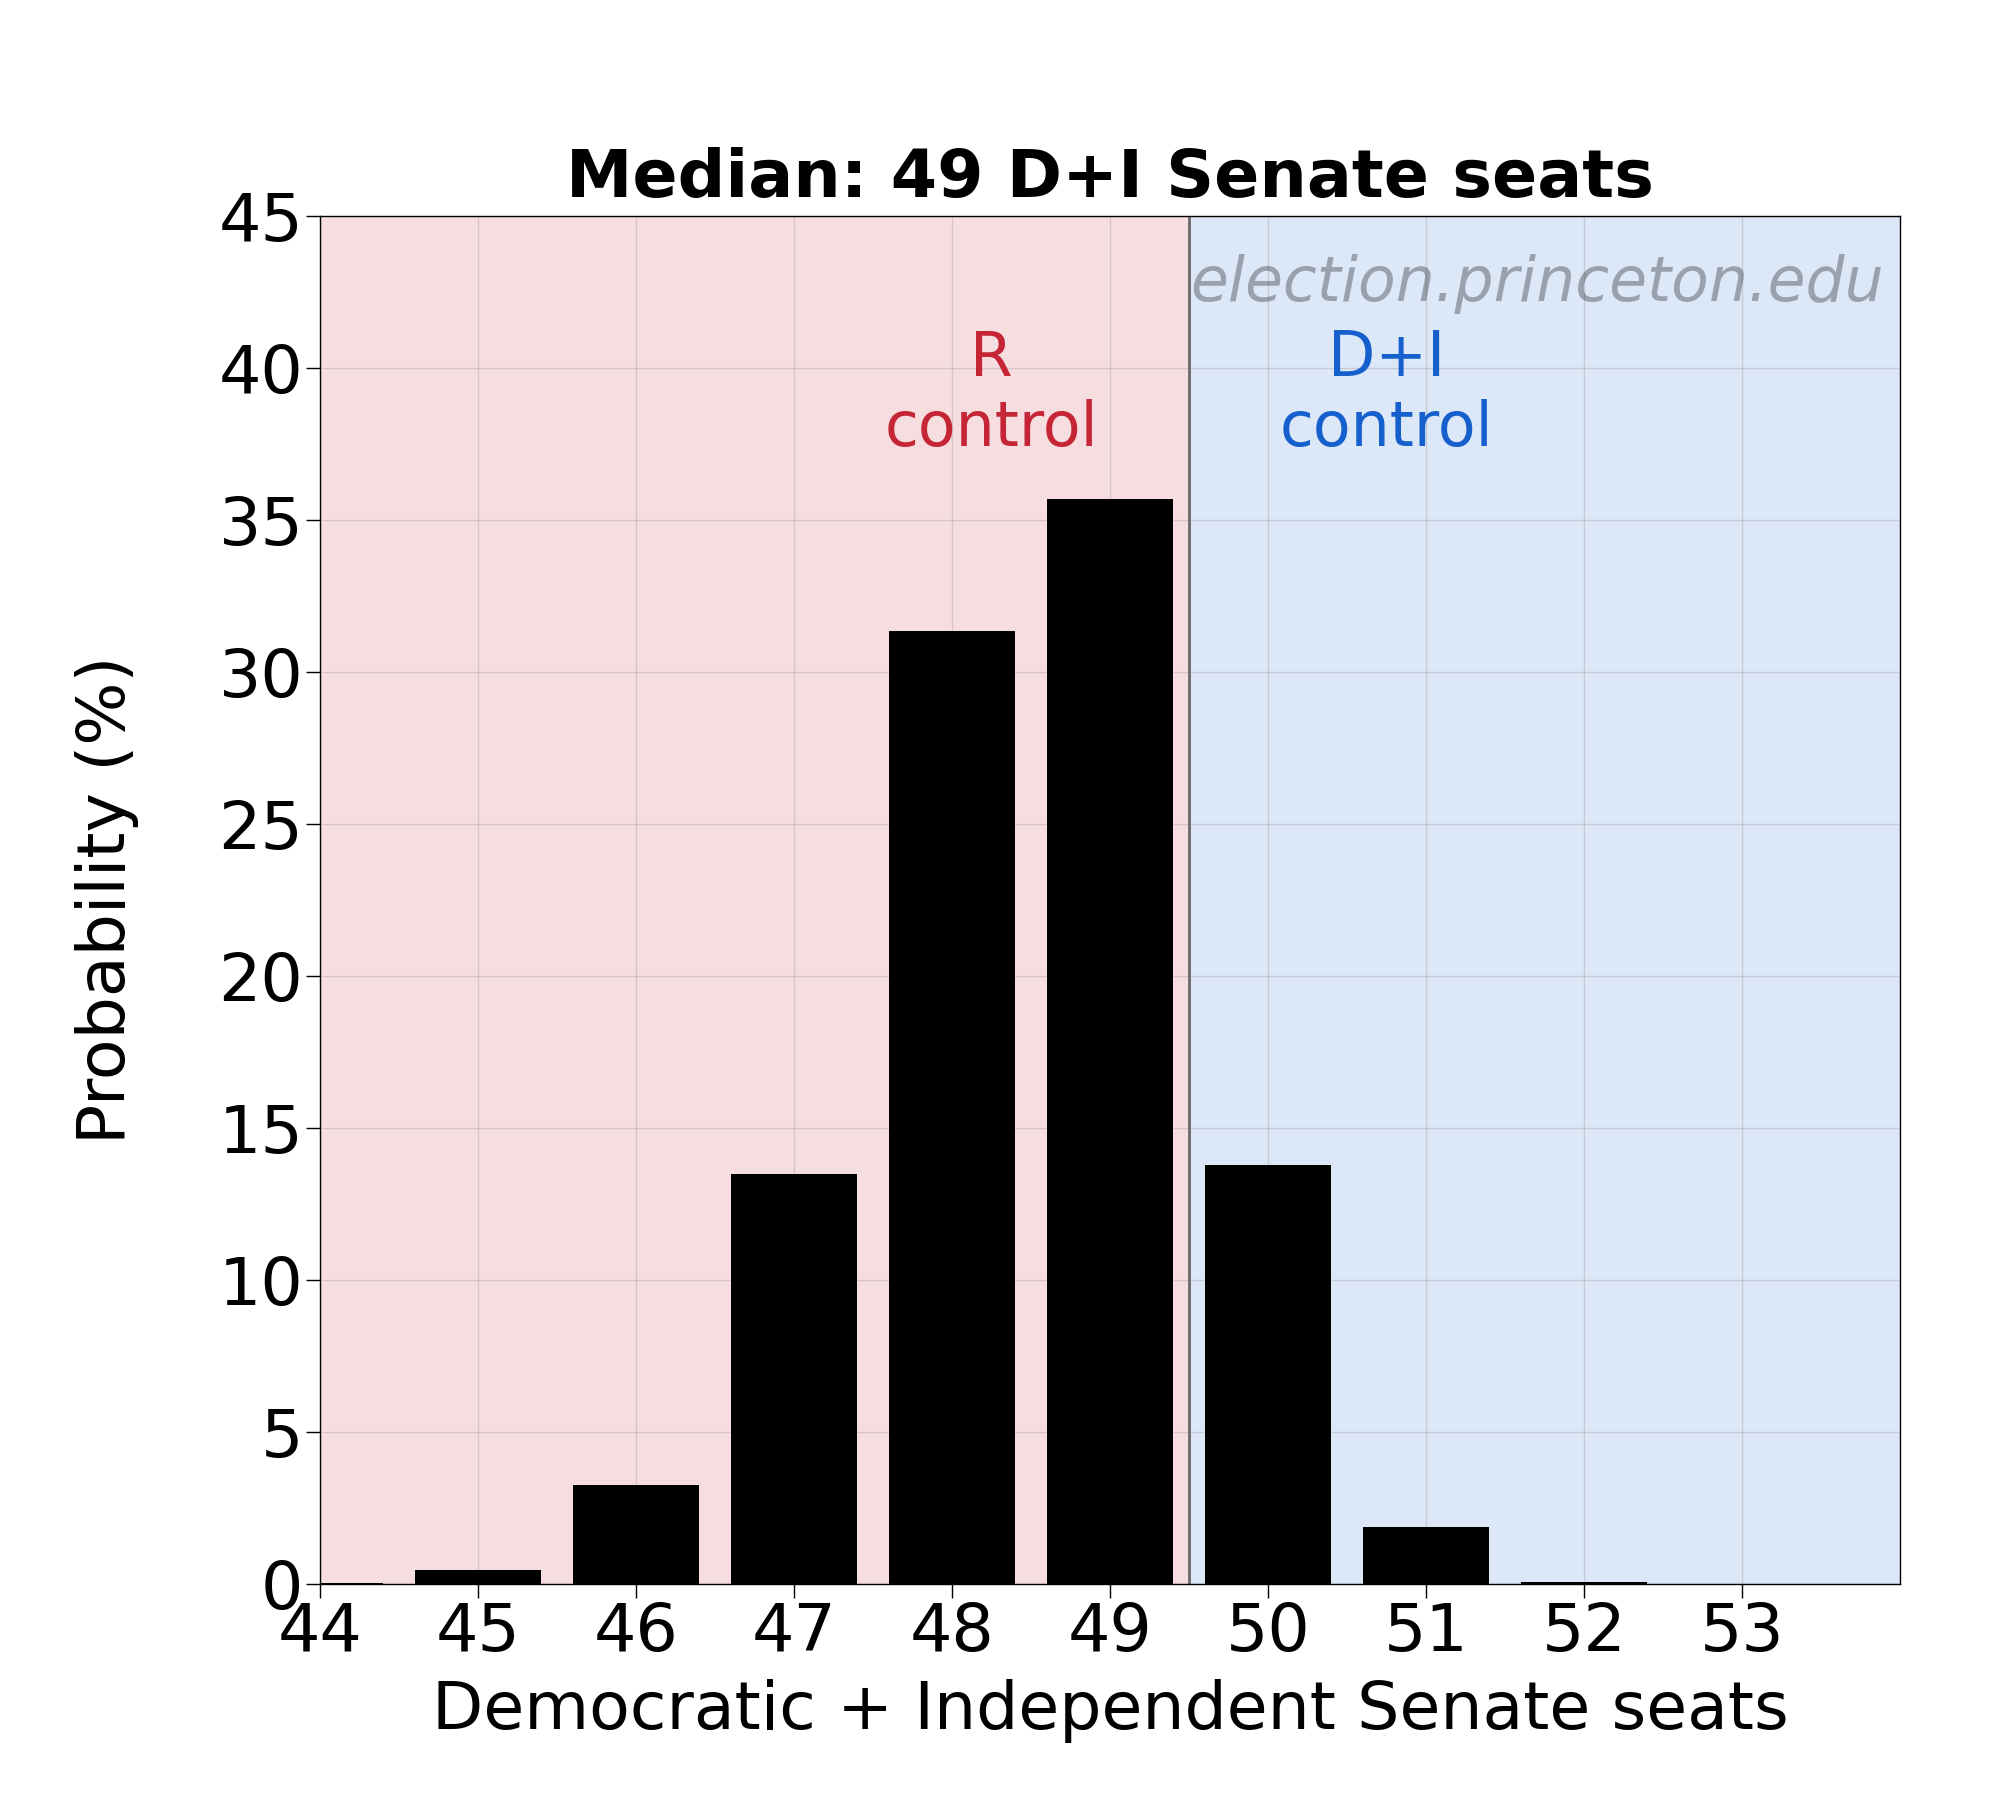 Median: 49 D+I Senate seats
election.princeton.edu
R
control
D+I
control
Probability (%)
45
40
35
30
25
20
15
10
5
0
44 45 46 47 48 49 50 51 52 53
Democratic + Independent Senate seats